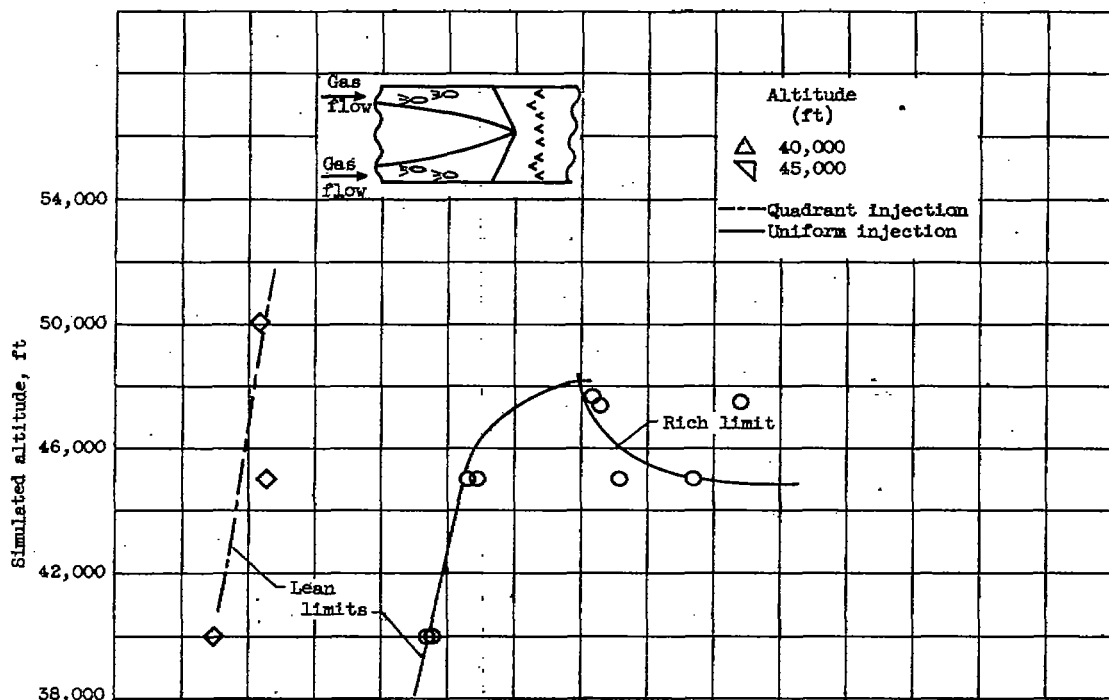 Gas
flow
Gas
flow
Altitude
(ft)
40,000
45,000
Quadrant injection
Uniform injection
54,000
50,000
46,000
42,000
38,000
Simulated altitude, ft
Rich limit
Lean
limits